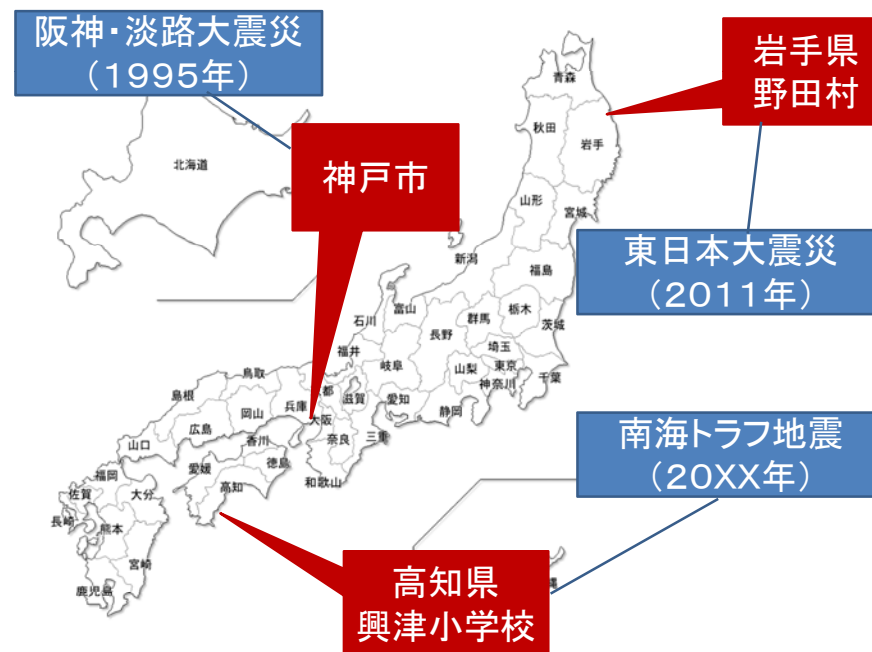 阪神・淡路大震災
（1995年）
岩手県
野田村
神戸市
東日本大震災
（2011年）
南海トラフ地震
（20XX年）
高知県
興津小学校
北海道
青森
秋田
岩手
山形
宮城
新潟
福島
石川
富山
栃木
群馬
茨城
長野
福井
埼玉
岐阜
山梨
東京
千葉
神奈川
鳥取
都
滋賀
愛知
静岡
島根
兵庫
岡山
大阪
広島
奈良
三重
山口
香川
徳島
愛媛
高知
和歌山
福岡
佐賀
大分
長崎
熊本
宮崎
鹿児島
縄